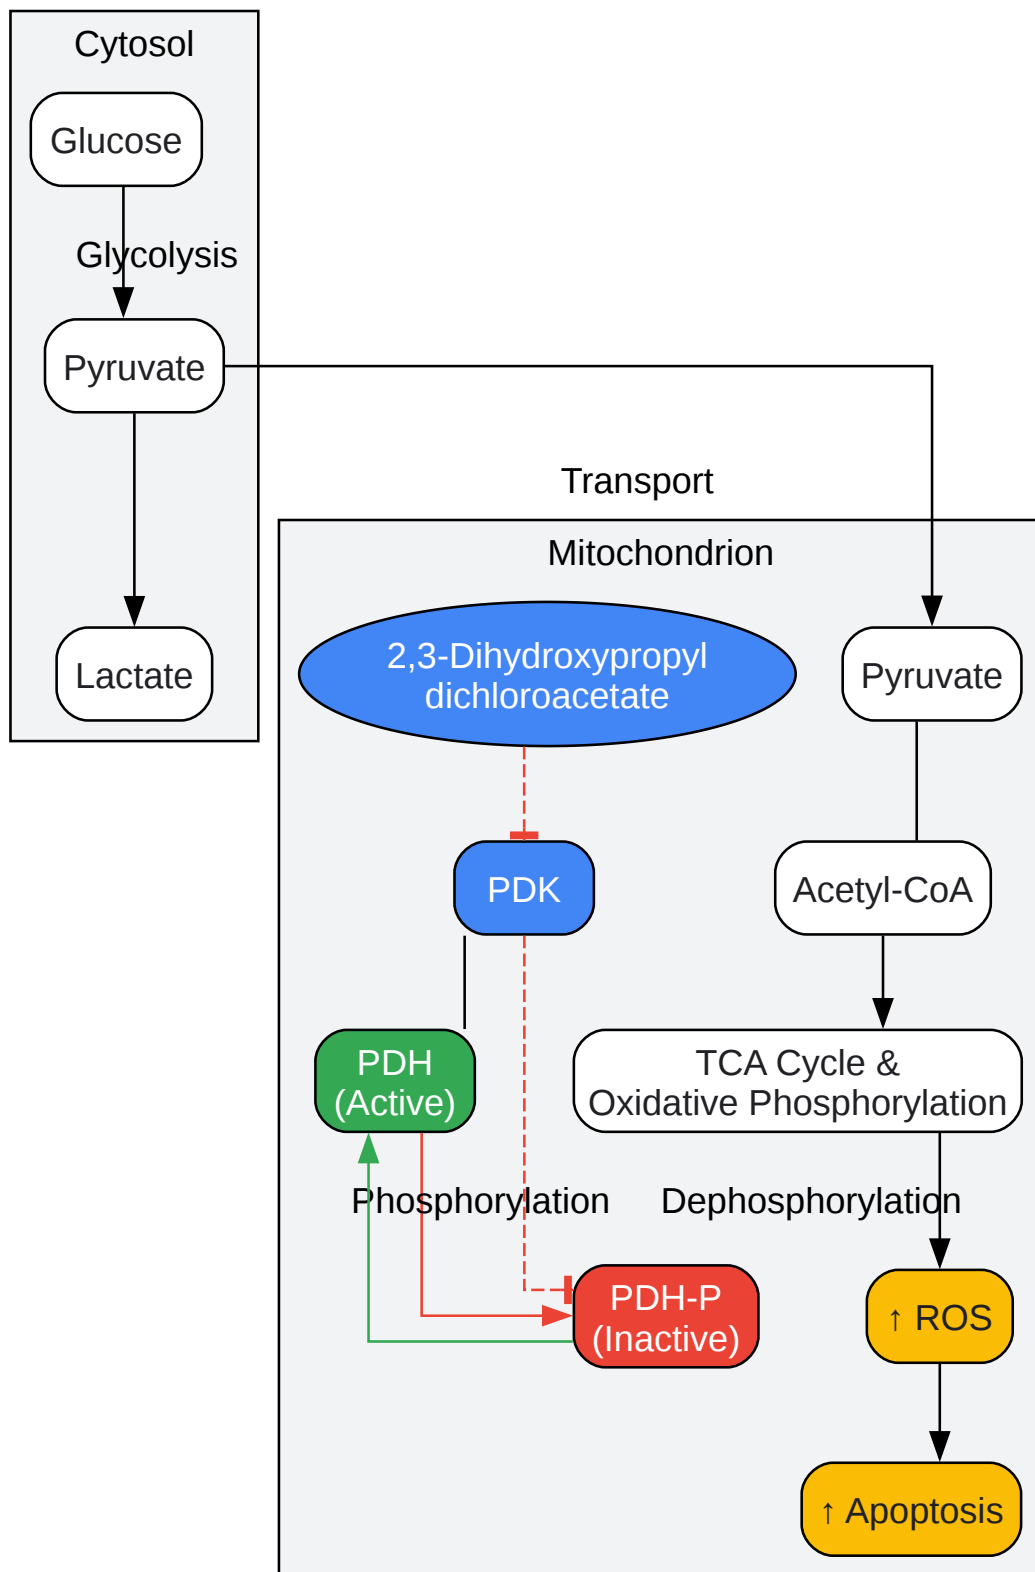 Cytosol
Glucose
Glycolysis
Pyruvate
Transport
Mitochondrion
Lactate
2,3-Dihydroxypropyl
dichloroacetate
Pyruvate
PDK
Acetyl-CoA
PDH
(Active)
TCA Cycle &
Oxidative Phosphorylation
Phosphorylation
Dephosphorylation
PDH-P
(Inactive)
↑ ROS
↑ Apoptosis